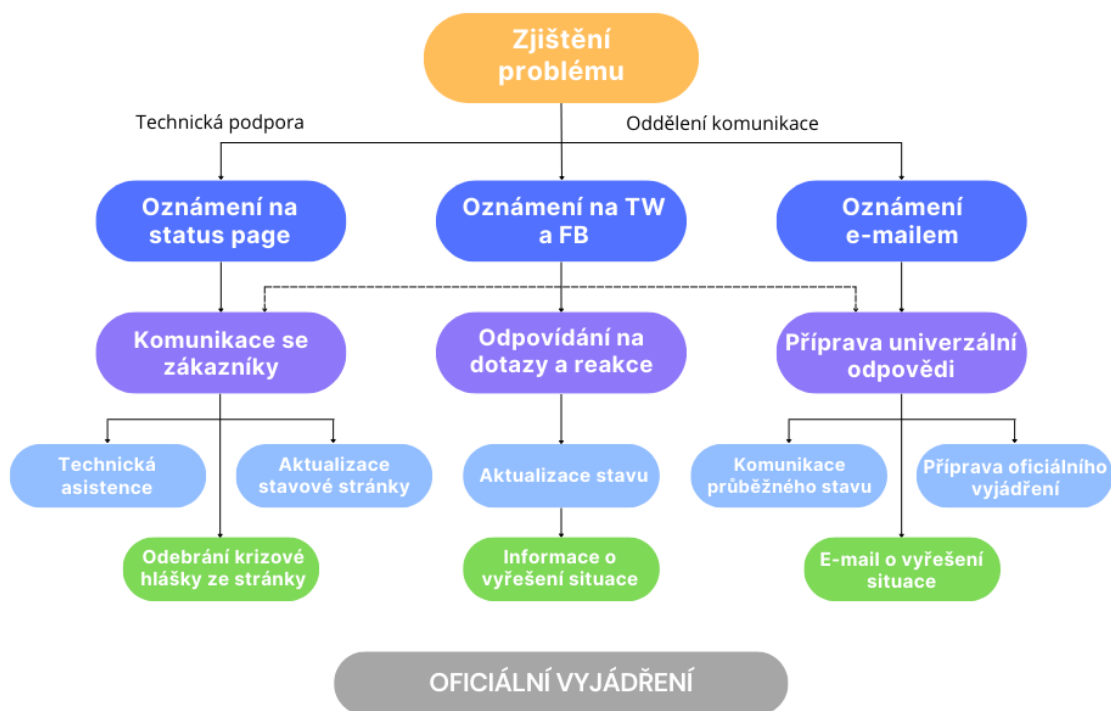 Zjištění
problému
Technická podpora
Oddělení komunikace
Oznámení na
status page
Oznámení na TW
a FB
Oznámení
e-mailem
Komunikace se
zákazníky
Odpovídání na
dotazy a reakce
Příprava univerzální
odpovědi
Technická
asistence
Aktualizace
stavové stránky
Aktualizace stavu
Komunikace
průběžného stavu
Příprava oficiálního
vyjádření
Odebrání krizové
hlášky ze stránky
Informace o
vyřešení situace
E-mail o vyřešení
situace
OFICIÁLNÍ VYJÁDŘENÍ